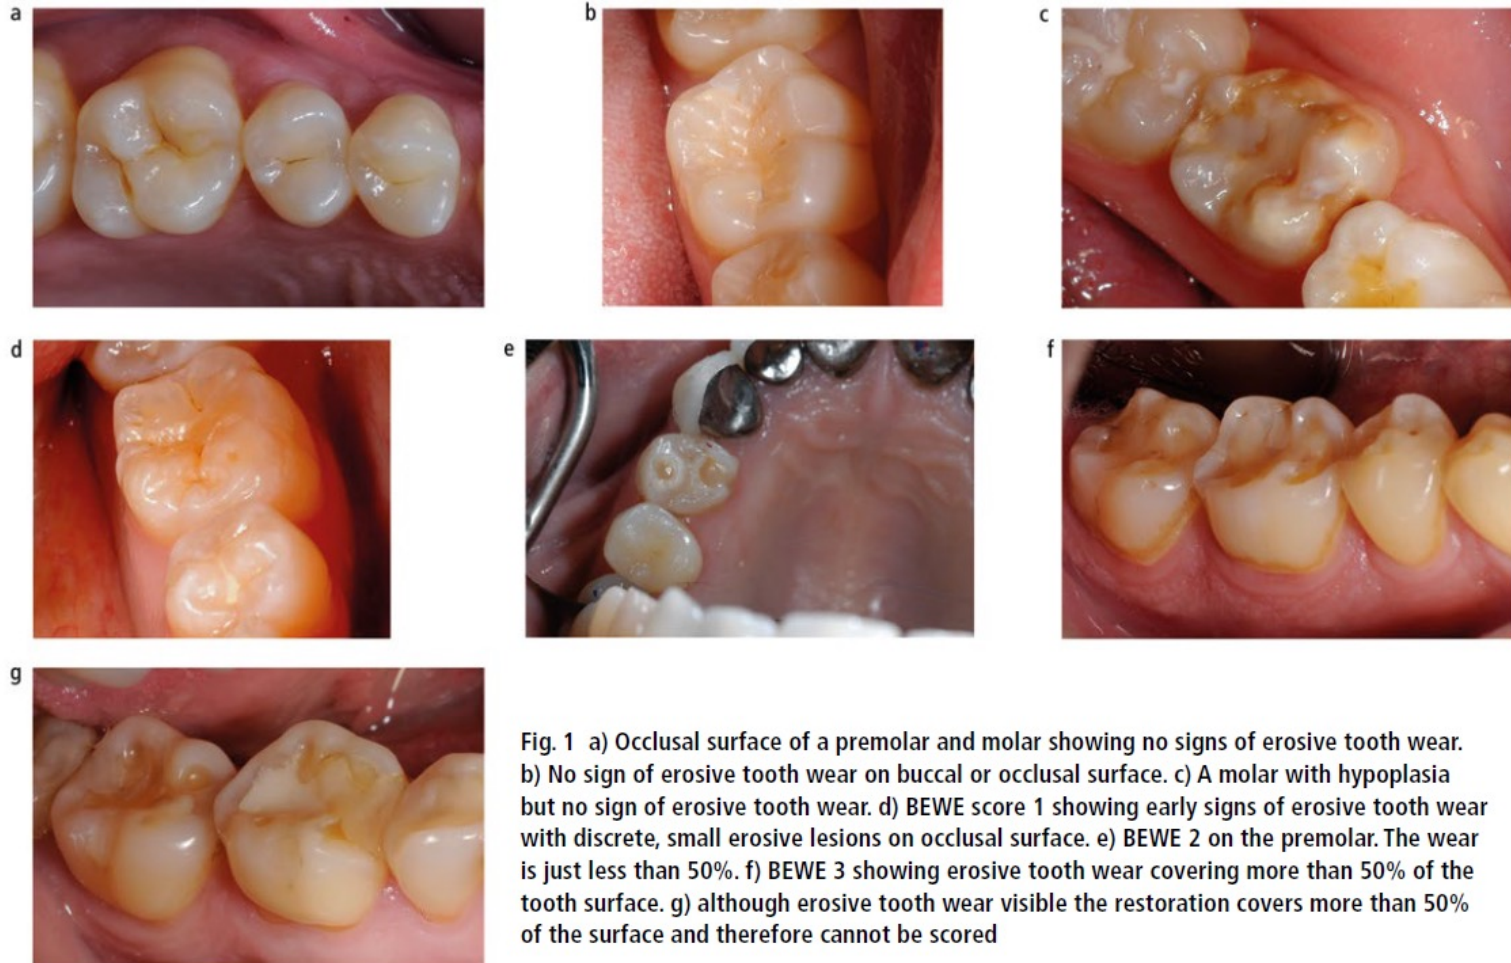 a
b
c
d
e
f
g
Fig. 1 a) Occlusal surface of a premolar and molar showing no signs of erosive tooth wear.
b) No sign of erosive tooth wear on buccal or occlusal surface. c) A molar with hypoplasia
but no sign of erosive tooth wear. d) BEWE score 1 showing early signs of erosive tooth wear
with discrete, small erosive lesions on occlusal surface. e) BEWE 2 on the premolar. The wear
is just less than 50%. f) BEWE 3 showing erosive tooth wear covering more than 50% of the
tooth surface. g) although erosive tooth wear visible the restoration covers more than 50%
of the surface and therefore cannot be scored